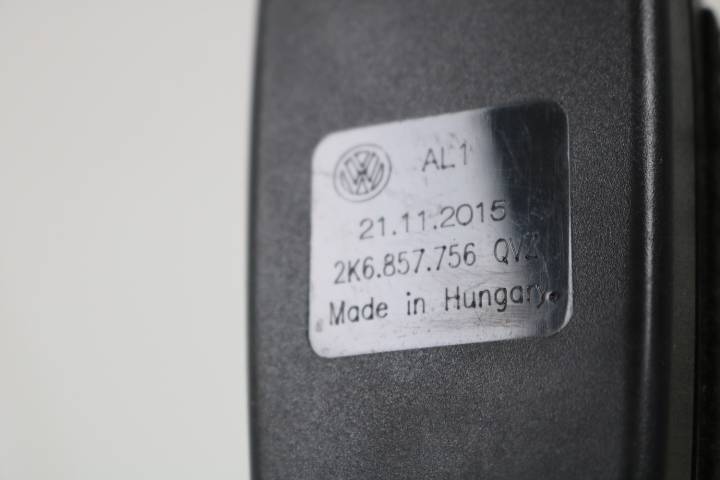 AL1
21.11.2015
2K6.857.756 QVZ
Made in Hungary